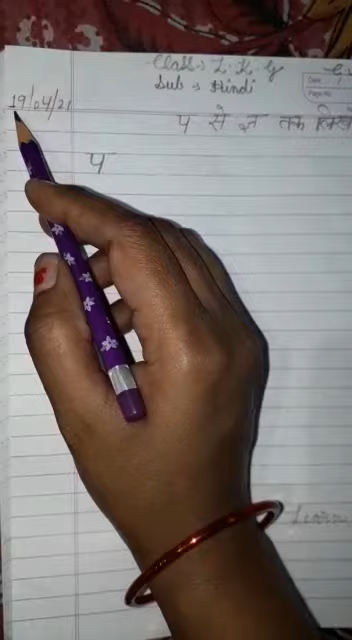 Class:- L.K.G
Sub:- Hindi
19/04/21
प से ज्ञ तक लिखे
प